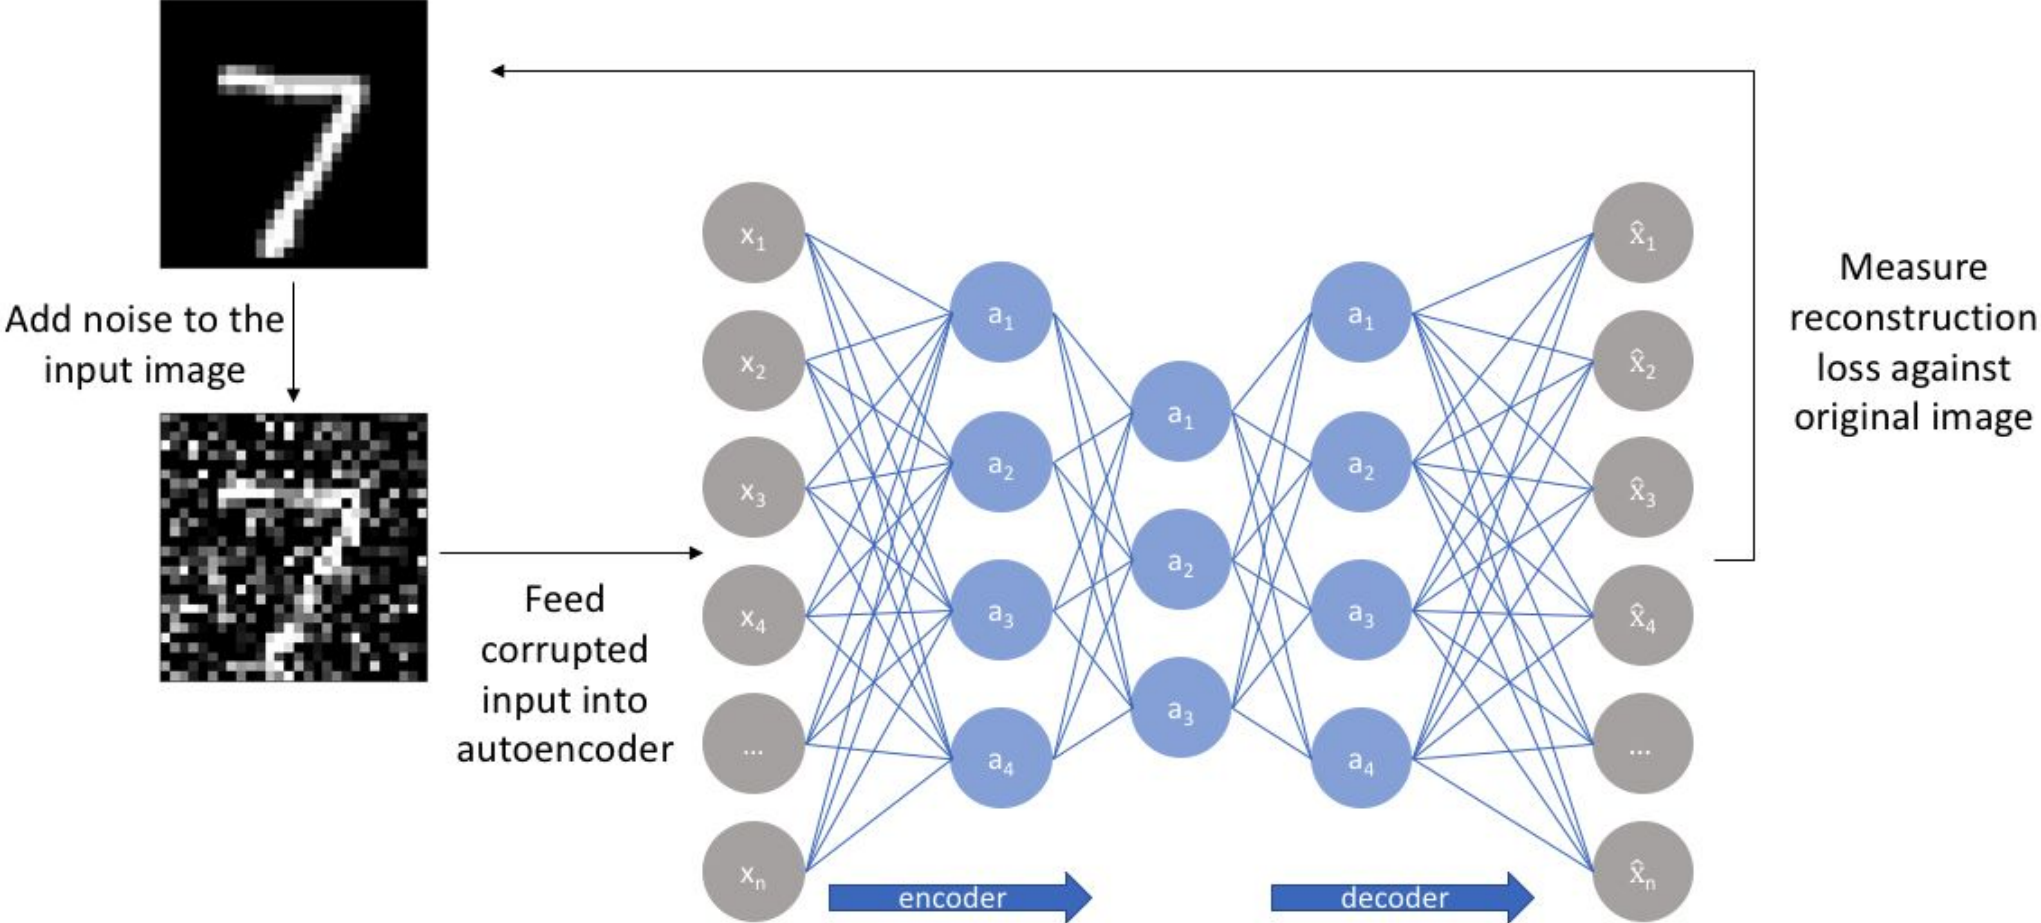 Add noise to the
input image
Feed
corrupted
input into
autoencoder
x₁
x₂
x₃
x₄
...
xₙ
a₁
a₂
a₃
a₄
a₁
a₂
a₃
a₁
a₂
a₃
a₄
x̂₁
x̂₂
x̂₃
x̂₄
...
x̂ₙ
encoder
decoder
Measure
reconstruction
loss against
original image